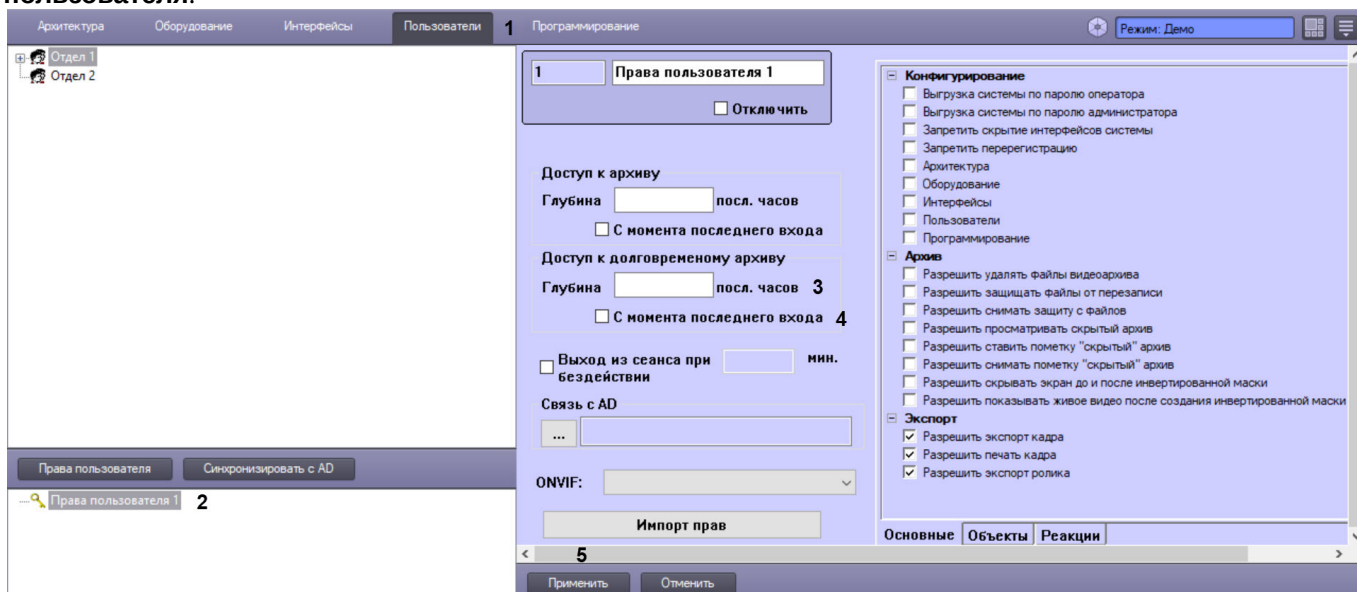 пользователя.
Архитектура Оборудование Интерфейсы Пользователи 1 Программирование Режим: Демо
Отдел 1
Отдел 2
1 Права пользователя 1
Отключить
Доступ к архиву
Глубина посл. часов
С момента последнего входа
Доступ к долговременому архиву
Глубина посл. часов 3
С момента последнего входа 4
Выход из сеанса при мин.
бездействии
Связь с AD
...
ONVIF:
Импорт прав
Конфигурирование
Выгрузка системы по паролю оператора
Выгрузка системы по паролю администратора
Запретить скрытие интерфейсов системы
Запретить перерегистрацию
Архитектура
Оборудование
Интерфейсы
Пользователи
Программирование
Архив
Разрешить удалять файлы видеоархива
Разрешить защищать файлы от перезаписи
Разрешить снимать защиту с файлов
Разрешить просматривать скрытый архив
Разрешить ставить пометку "скрытый" архив
Разрешить снимать пометку "скрытый" архив
Разрешить скрывать экран до и после инвертированной маски
Разрешить показывать живое видео после создания инвертированной маски
Экспорт
Разрешить экспорт кадра
Разрешить печать кадра
Разрешить экспорт ролика
Основные Объекты Реакции
Права пользователя Синхронизировать с AD
Права пользователя 1 2
5
Применить Отменить